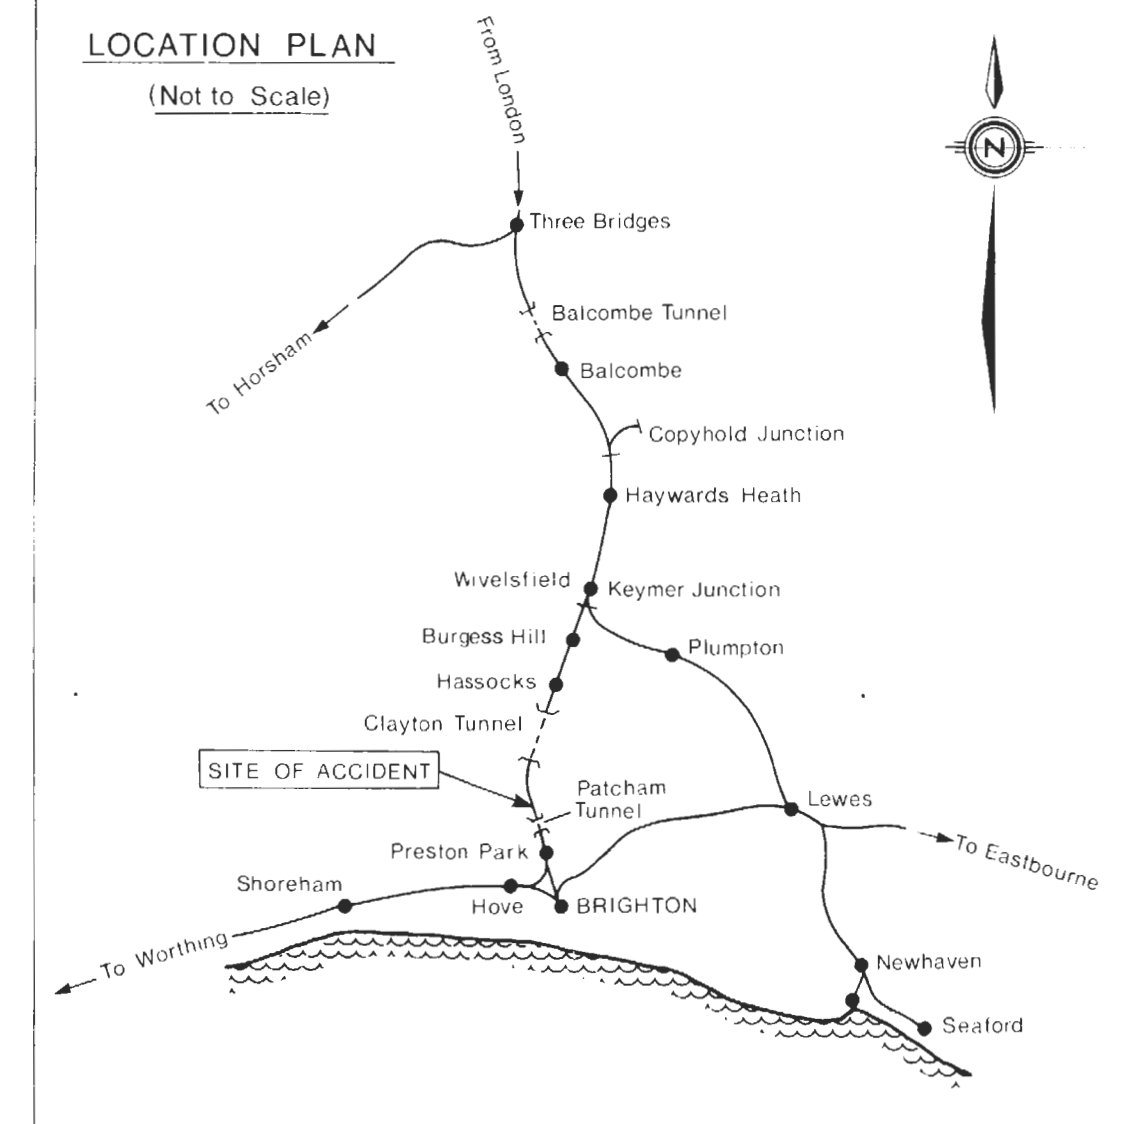 LOCATION PLAN
(Not to Scale)
From London
N
Three Bridges
To Horsham
Balcombe Tunnel
Balcombe
Copyhold Junction
Haywards Heath
Wivelsfield
Keymer Junction
Burgess Hill
Plumpton
Hassocks
Clayton Tunnel
SITE OF ACCIDENT
Patcham
Tunnel
Lewes
To Eastbourne
Preston Park
Shoreham
Hove
BRIGHTON
To Worthing
Newhaven
Seaford